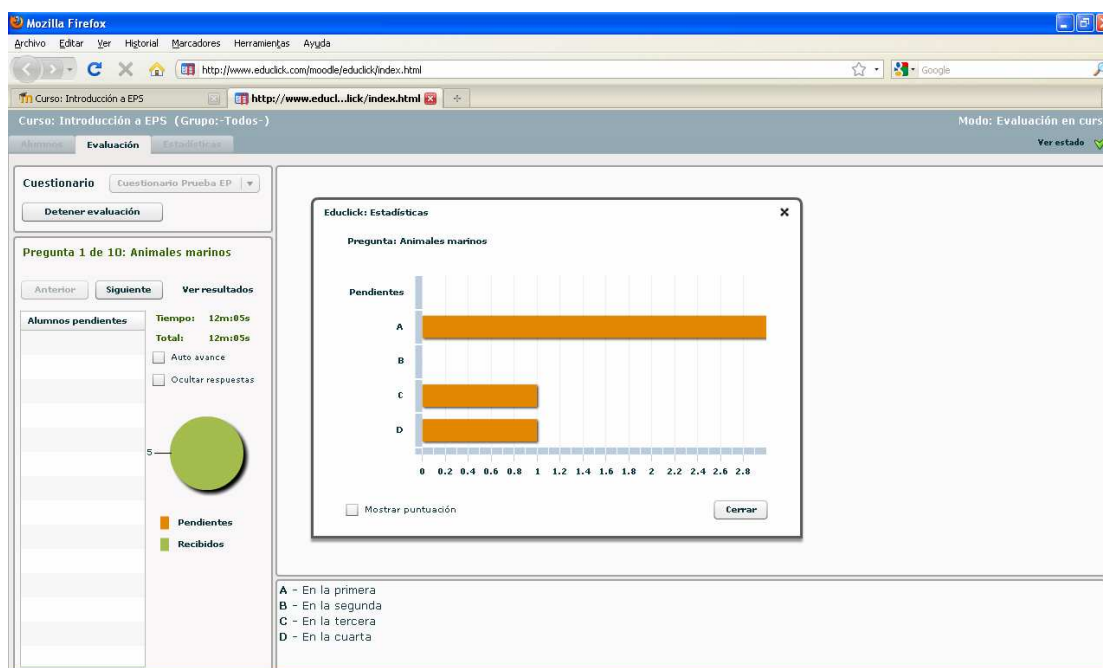 Mozilla Firefox
Archivo Editar Ver Historial Marcadores Herramientas Ayuda
http://www.educlick.com/moodle/educlick/index.html
Google
Curso: Introducción a EPS
http://www.educl...lick/index.html
Curso: Introducción a EPS (Grupo:-Todos-)
Modo: Evaluación en curs
Alumnos Evaluación Estadísticas
Ver estado
Cuestionario Cuestionario Prueba EP
Detener evaluación
Pregunta 1 de 10: Animales marinos
Anterior Siguiente Ver resultados
Alumnos pendientes
Tiempo: 12m:05s
Total: 12m:05s
Auto avance
Ocultar respuestas
5
Pendientes
Recibidos
Educlick: Estadísticas
Pregunta: Animales marinos
Pendientes
A
B
C
D
0 0.2 0.4 0.6 0.8 1 1.2 1.4 1.6 1.8 2 2.2 2.4 2.6 2.8
Mostrar puntuación
Cerrar
A - En la primera
B - En la segunda
C - En la tercera
D - En la cuarta